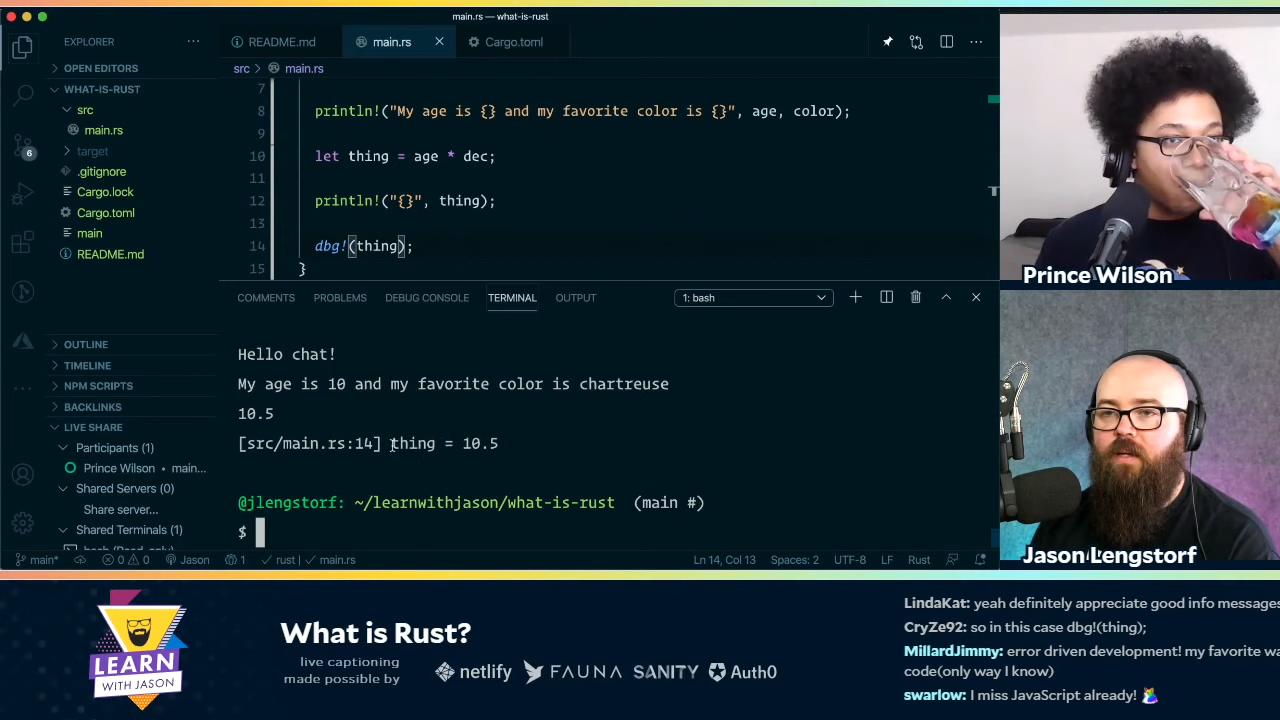 main.rs — what-is-rust
EXPLORER
README.md
main.rs
Cargo.toml
OPEN EDITORS
src > main.rs
WHAT-IS-RUST
src
main.rs
target
.gitignore
Cargo.lock
Cargo.toml
main
README.md
7
8 println!("My age is {} and my favorite color is {}", age, color);
9
10 let thing = age * dec;
11
12 println!("{}", thing);
13
14 dbg!(thing);
15 }
6
COMMENTS PROBLEMS DEBUG CONSOLE TERMINAL OUTPUT 1: bash
OUTLINE
TIMELINE
NPM SCRIPTS
BACKLINKS
LIVE SHARE
Participants (1)
Prince Wilson • main...
Shared Servers (0)
Share server...
Shared Terminals (1)
Hello chat!
My age is 10 and my favorite color is chartreuse
10.5
[src/main.rs:14] thing = 10.5
@jlengstorf: ~/learnwithjason/what-is-rust (main #)
$
main* 0 0 Jason 1 rust main.rs
Ln 14, Col 13 Spaces: 2 UTF-8 LF Rust
Prince Wilson
Jason Lengstorf
LEARN
WITH JASON
What is Rust?
live captioning
made possible by
netlify FAUNA SANITY Auth0
LindaKat: yeah definitely appreciate good info messages
CryZe92: so in this case dbg!(thing);
MillardJimmy: error driven development! my favorite wa
code(only way I know)
swarlow: I miss JavaScript already!